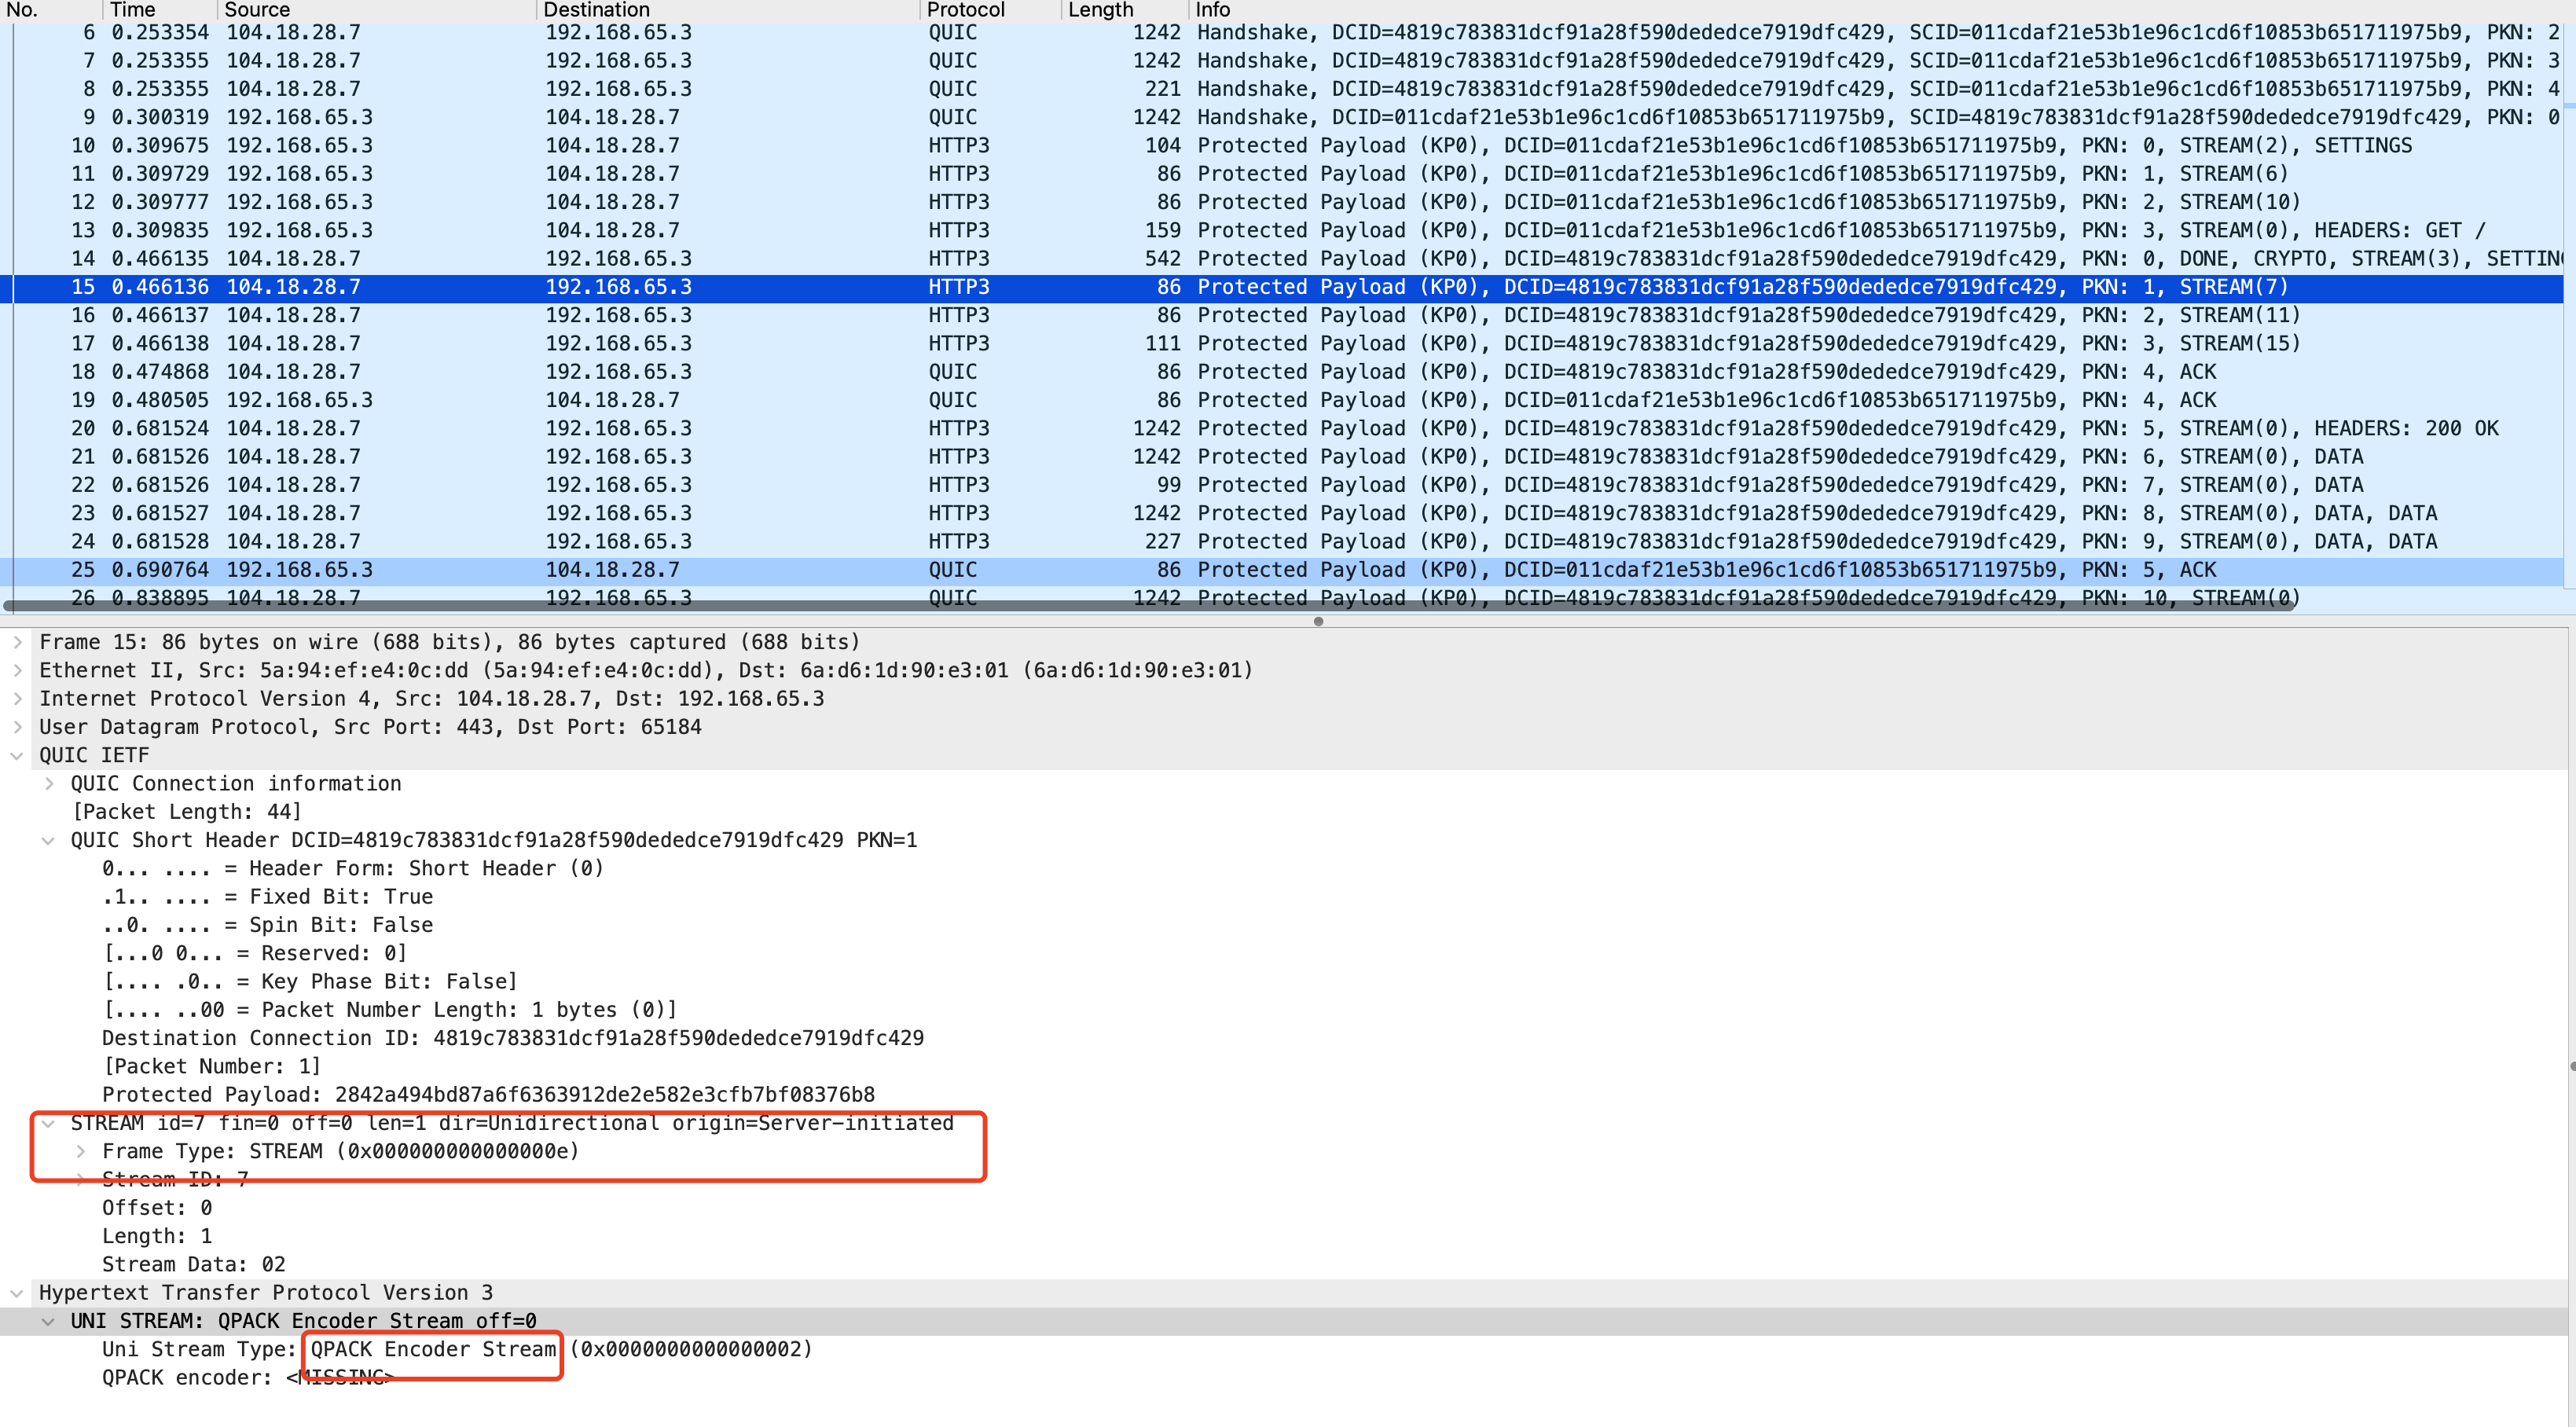 No. Time Source Destination Protocol Length Info
6 0.253354 104.18.28.7 192.168.65.3 QUIC 1242 Handshake, DCID=4819c783831dcf91a28f590dededce7919dfc429, SCID=011cdaf21e53b1e96c1cd6f10853b651711975b9, PKN: 2
7 0.253355 104.18.28.7 192.168.65.3 QUIC 1242 Handshake, DCID=4819c783831dcf91a28f590dededce7919dfc429, SCID=011cdaf21e53b1e96c1cd6f10853b651711975b9, PKN: 3
8 0.253355 104.18.28.7 192.168.65.3 QUIC 221 Handshake, DCID=4819c783831dcf91a28f590dededce7919dfc429, SCID=011cdaf21e53b1e96c1cd6f10853b651711975b9, PKN: 4
9 0.300319 192.168.65.3 104.18.28.7 QUIC 1242 Handshake, DCID=011cdaf21e53b1e96c1cd6f10853b651711975b9, SCID=4819c783831dcf91a28f590dededce7919dfc429, PKN: 0
10 0.309675 192.168.65.3 104.18.28.7 HTTP3 104 Protected Payload (KP0), DCID=011cdaf21e53b1e96c1cd6f10853b651711975b9, PKN: 0, STREAM(2), SETTINGS
11 0.309729 192.168.65.3 104.18.28.7 HTTP3 86 Protected Payload (KP0), DCID=011cdaf21e53b1e96c1cd6f10853b651711975b9, PKN: 1, STREAM(6)
12 0.309777 192.168.65.3 104.18.28.7 HTTP3 86 Protected Payload (KP0), DCID=011cdaf21e53b1e96c1cd6f10853b651711975b9, PKN: 2, STREAM(10)
13 0.309835 192.168.65.3 104.18.28.7 HTTP3 159 Protected Payload (KP0), DCID=011cdaf21e53b1e96c1cd6f10853b651711975b9, PKN: 3, STREAM(0), HEADERS: GET /
14 0.466135 104.18.28.7 192.168.65.3 HTTP3 542 Protected Payload (KP0), DCID=4819c783831dcf91a28f590dededce7919dfc429, PKN: 0, DONE, CRYPTO, STREAM(3), SETTIN
15 0.466136 104.18.28.7 192.168.65.3 HTTP3 86 Protected Payload (KP0), DCID=4819c783831dcf91a28f590dededce7919dfc429, PKN: 1, STREAM(7)
16 0.466137 104.18.28.7 192.168.65.3 HTTP3 86 Protected Payload (KP0), DCID=4819c783831dcf91a28f590dededce7919dfc429, PKN: 2, STREAM(11)
17 0.466138 104.18.28.7 192.168.65.3 HTTP3 111 Protected Payload (KP0), DCID=4819c783831dcf91a28f590dededce7919dfc429, PKN: 3, STREAM(15)
18 0.474868 104.18.28.7 192.168.65.3 QUIC 86 Protected Payload (KP0), DCID=4819c783831dcf91a28f590dededce7919dfc429, PKN: 4, ACK
19 0.480505 192.168.65.3 104.18.28.7 QUIC 86 Protected Payload (KP0), DCID=011cdaf21e53b1e96c1cd6f10853b651711975b9, PKN: 4, ACK
20 0.681524 104.18.28.7 192.168.65.3 HTTP3 1242 Protected Payload (KP0), DCID=4819c783831dcf91a28f590dededce7919dfc429, PKN: 5, STREAM(0), HEADERS: 200 OK
21 0.681526 104.18.28.7 192.168.65.3 HTTP3 1242 Protected Payload (KP0), DCID=4819c783831dcf91a28f590dededce7919dfc429, PKN: 6, STREAM(0), DATA
22 0.681526 104.18.28.7 192.168.65.3 HTTP3 99 Protected Payload (KP0), DCID=4819c783831dcf91a28f590dededce7919dfc429, PKN: 7, STREAM(0), DATA
23 0.681527 104.18.28.7 192.168.65.3 HTTP3 1242 Protected Payload (KP0), DCID=4819c783831dcf91a28f590dededce7919dfc429, PKN: 8, STREAM(0), DATA, DATA
24 0.681528 104.18.28.7 192.168.65.3 HTTP3 227 Protected Payload (KP0), DCID=4819c783831dcf91a28f590dededce7919dfc429, PKN: 9, STREAM(0), DATA, DATA
25 0.690764 192.168.65.3 104.18.28.7 QUIC 86 Protected Payload (KP0), DCID=011cdaf21e53b1e96c1cd6f10853b651711975b9, PKN: 5, ACK
26 0.838895 104.18.28.7 192.168.65.3 QUIC 1242 Protected Payload (KP0), DCID=4819c783831dcf91a28f590dededce7919dfc429, PKN: 10, STREAM(0)
Frame 15: 86 bytes on wire (688 bits), 86 bytes captured (688 bits)
Ethernet II, Src: 5a:94:ef:e4:0c:dd (5a:94:ef:e4:0c:dd), Dst: 6a:d6:1d:90:e3:01 (6a:d6:1d:90:e3:01)
Internet Protocol Version 4, Src: 104.18.28.7, Dst: 192.168.65.3
User Datagram Protocol, Src Port: 443, Dst Port: 65184
QUIC IETF
QUIC Connection information
[Packet Length: 44]
QUIC Short Header DCID=4819c783831dcf91a28f590dededce7919dfc429 PKN=1
0... .... = Header Form: Short Header (0)
.1.. .... = Fixed Bit: True
..0. .... = Spin Bit: False
[...0 0... = Reserved: 0]
[.... .0.. = Key Phase Bit: False]
[.... ..00 = Packet Number Length: 1 bytes (0)]
Destination Connection ID: 4819c783831dcf91a28f590dededce7919dfc429
[Packet Number: 1]
Protected Payload: 2842a494bd87a6f6363912de2e582e3cfb7bf08376b8
STREAM id=7 fin=0 off=0 len=1 dir=Unidirectional origin=Server-initiated
Frame Type: STREAM (0x000000000000000e)
Stream ID: 7
Offset: 0
Length: 1
Stream Data: 02
Hypertext Transfer Protocol Version 3
UNI STREAM: QPACK Encoder Stream off=0
Uni Stream Type: QPACK Encoder Stream (0x0000000000000002)
QPACK encoder: <MISSING>